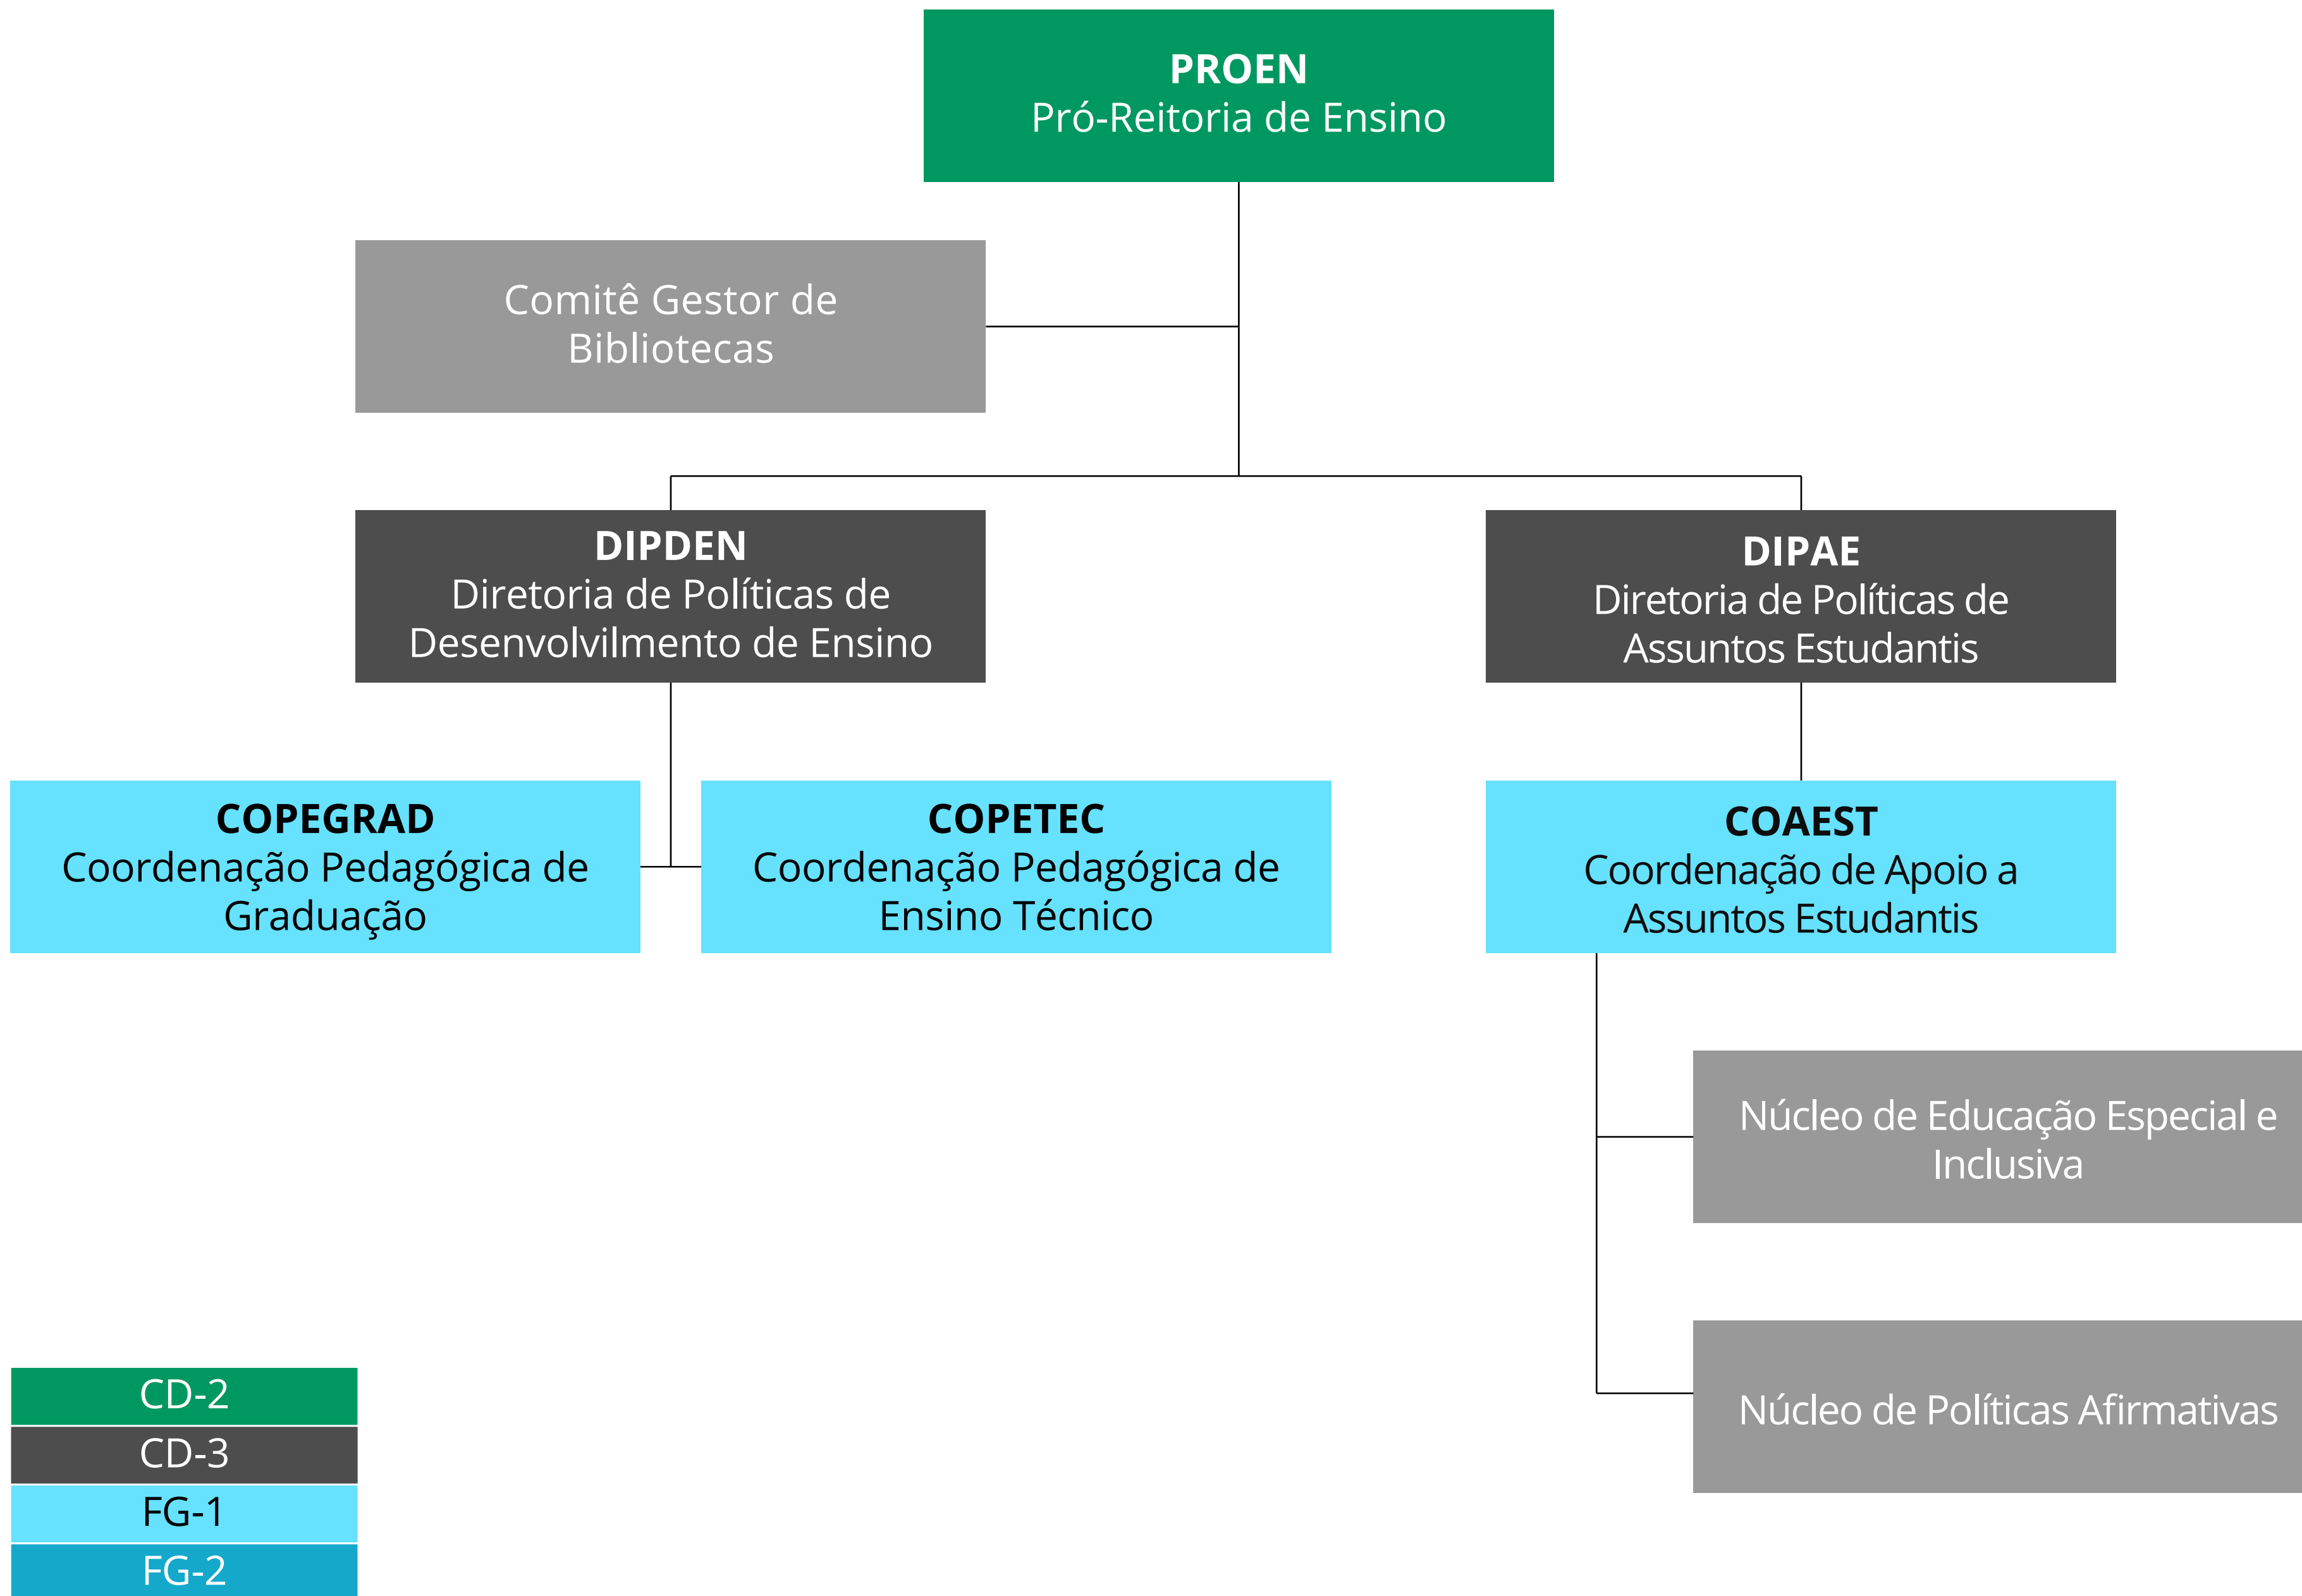 PROEN
Pró-Reitoria de Ensino
Comitê Gestor de
Bibliotecas
DIPDEN
Diretoria de Políticas de
Desenvolvilmento de Ensino
DIPAE
Diretoria de Políticas de
Assuntos Estudantis
COPEGRAD
Coordenação Pedagógica de
Graduação
COPETEC
Coordenação Pedagógica de
Ensino Técnico
COAEST
Coordenação de Apoio a
Assuntos Estudantis
Núcleo de Educação Especial e
Inclusiva
Núcleo de Políticas Afirmativas
CD-2
CD-3
FG-1
FG-2